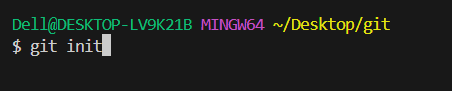 Dell@DESKTOP-LV9K21B MINGW64 ~/Desktop/git
$ git init